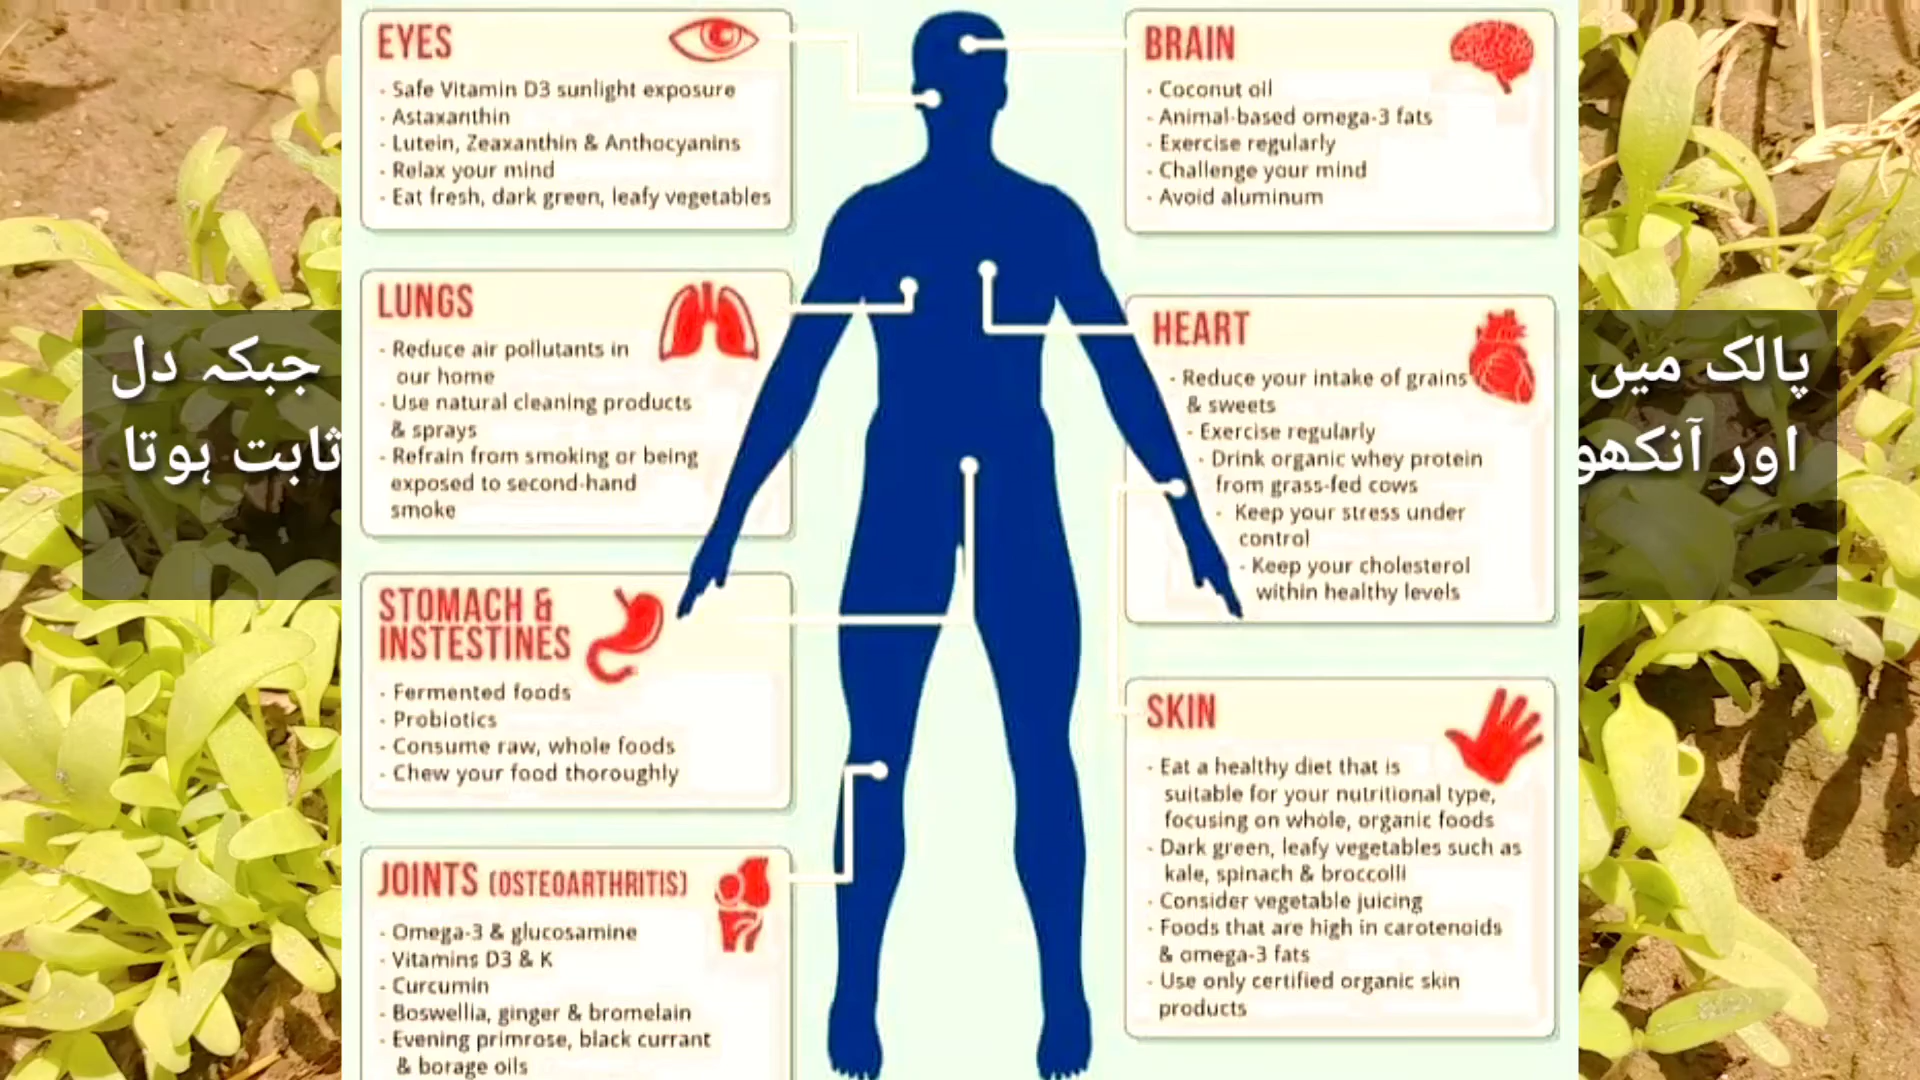 EYES
- Safe Vitamin D3 sunlight exposure
- Astaxanthin
- Lutein, Zeaxanthin & Anthocyanins
- Relax your mind
- Eat fresh, dark green, leafy vegetables
BRAIN
- Coconut oil
- Animal-based omega-3 fats
- Exercise regularly
- Challenge your mind
- Avoid aluminum
LUNGS
- Reduce air pollutants in
our home
- Use natural cleaning products
& sprays
- Refrain from smoking or being
exposed to second-hand
smoke
HEART
- Reduce your intake of grains
& sweets
- Exercise regularly
- Drink organic whey protein
from grass-fed cows
- Keep your stress under
control
- Keep your cholesterol
within healthy levels
STOMACH &
INSTESTINES
- Fermented foods
- Probiotics
- Consume raw, whole foods
- Chew your food thoroughly
SKIN
- Eat a healthy diet that is
suitable for your nutritional type,
focusing on whole, organic foods
- Dark green, leafy vegetables such as
kale, spinach & broccolli
- Consider vegetable juicing
- Foods that are high in carotenoids
& omega-3 fats
- Use only certified organic skin
products
JOINTS (OSTEOARTHRITIS)
- Omega-3 & glucosamine
- Vitamins D3 & K
- Curcumin
- Boswellia, ginger & bromelain
- Evening primrose, black currant
& borage oils
پالک میں جبکہ دل
اور ثابت ہوتا